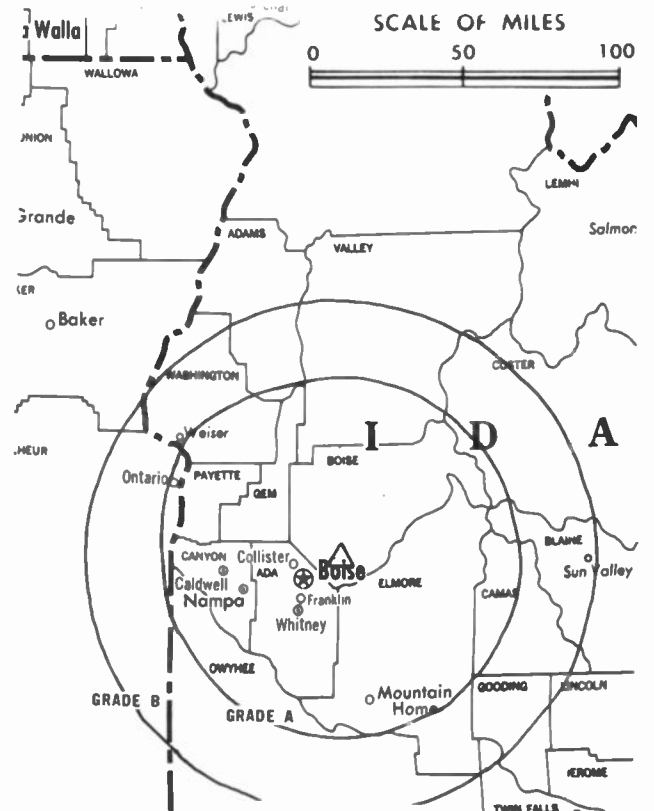 LEWIS
SCALE OF MILES
Walla
0 50 100
WALLOWA
LEMHI
Grande
ADAMS
VALLEY
Salmon
Baker
WASHINGTON
CUSTER
I D A
Weiser
BOISE
Ontario
PAYETTE
GEM
BLAINE
CANYON
Collister
ADA
Boise
Sun Valley
Caldwell
ELMORE
Nampa
Franklin
CAMAS
Whitney
OWYHEE
GOODING
LINCOLN
Mountain
Home
GRADE B
GRADE A
JEROME
TWIN FALLS